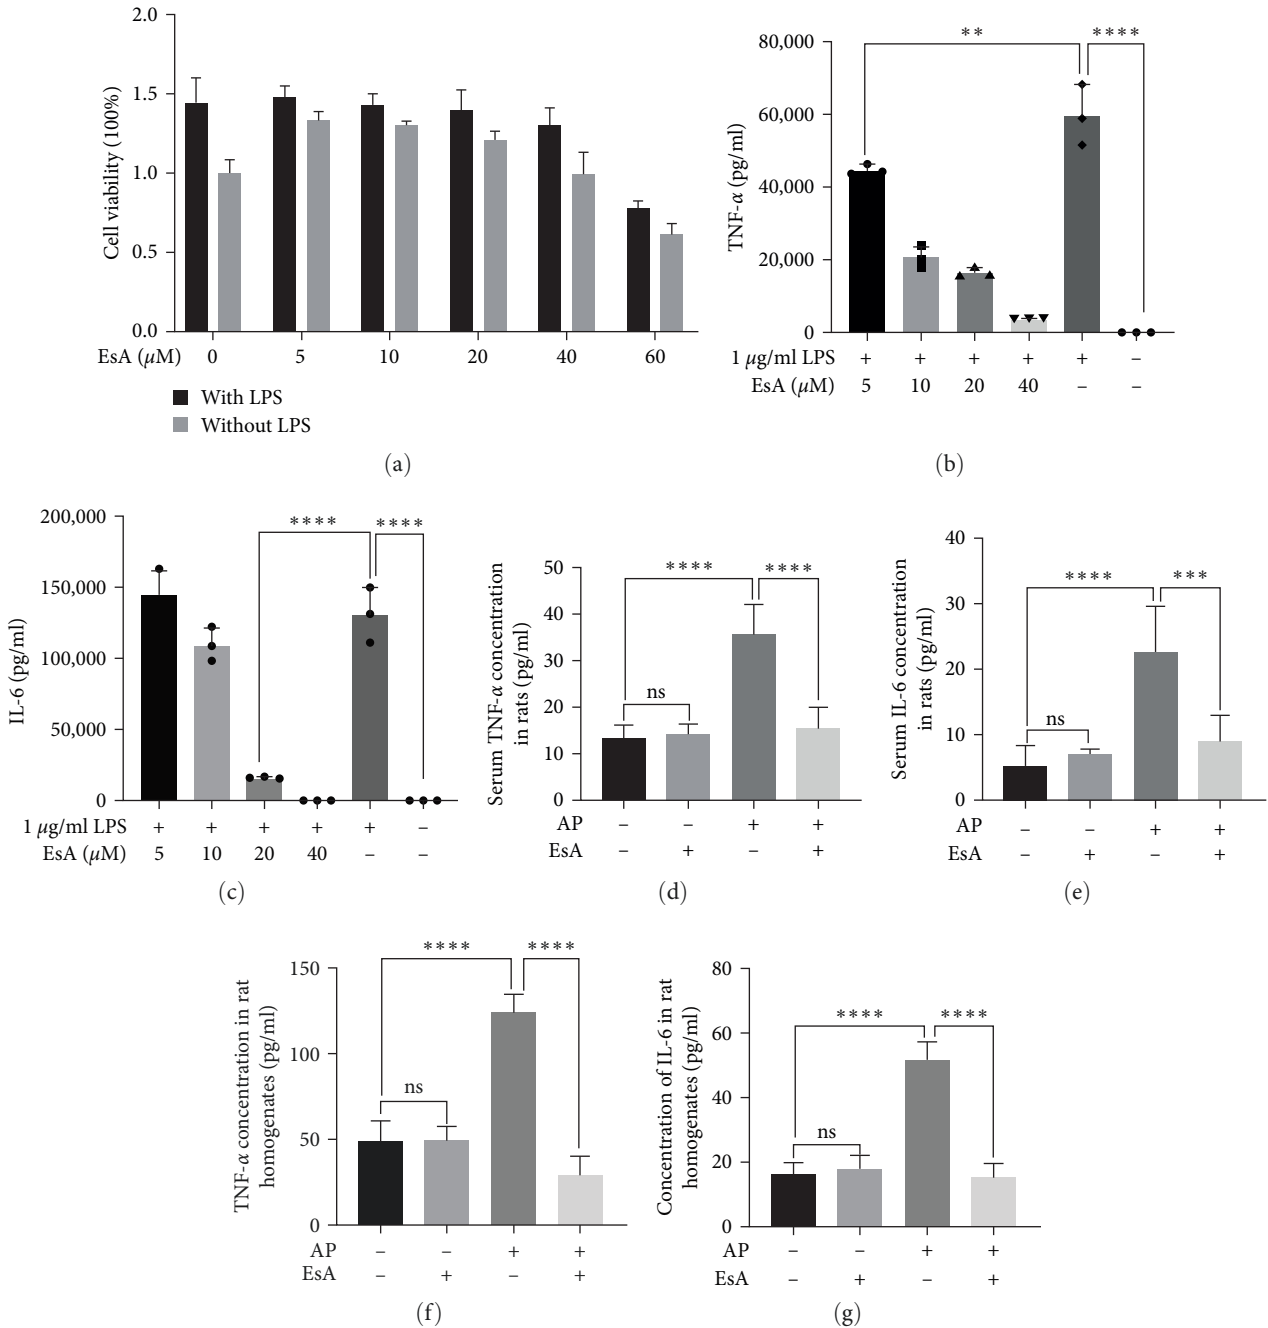 2.0
1.5
1.0
0.5
0.0
Cell viability (100%)
EsA (μM) 0 5 10 20 40 60
With LPS
Without LPS
(a)
** ****
80,000
60,000
40,000
20,000
0
TNF-α (pg/ml)
1 μg/ml LPS + + + + + –
EsA (μM) 5 10 20 40 – –
(b)
**** ****
200,000
150,000
100,000
50,000
0
IL-6 (pg/ml)
1 μg/ml LPS + + + + + –
EsA (μM) 5 10 20 40 – –
(c)
**** ****
ns
50
40
30
20
10
0
Serum TNF-α concentration
in rats (pg/ml)
AP – – + +
EsA – + – +
(d)
**** ***
ns
40
30
20
10
0
Serum IL-6 concentration
in rats (pg/ml)
AP – – + +
EsA – + – +
(e)
**** ****
ns
150
100
50
0
TNF-α concentration in rat
homogenates (pg/ml)
AP – – + +
EsA – + – +
(f)
**** ****
ns
80
60
40
20
0
Concentration of IL-6 in rat
homogenates (pg/ml)
AP – – + +
EsA – + – +
(g)